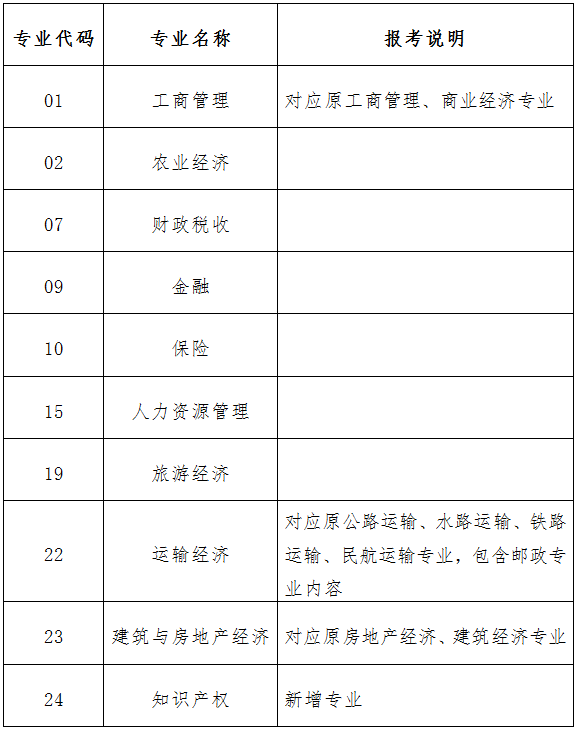 专业代码 专业名称 报考说明
01 工商管理 对应原工商管理、商业经济专业
02 农业经济
07 财政税收
09 金融
10 保险
15 人力资源管理
19 旅游经济
22 运输经济 对应原公路运输、水路运输、铁路
运输、民航运输专业，包含邮政专
业内容
23 建筑与房地产经济 对应原房地产经济、建筑经济专业
24 知识产权 新增专业